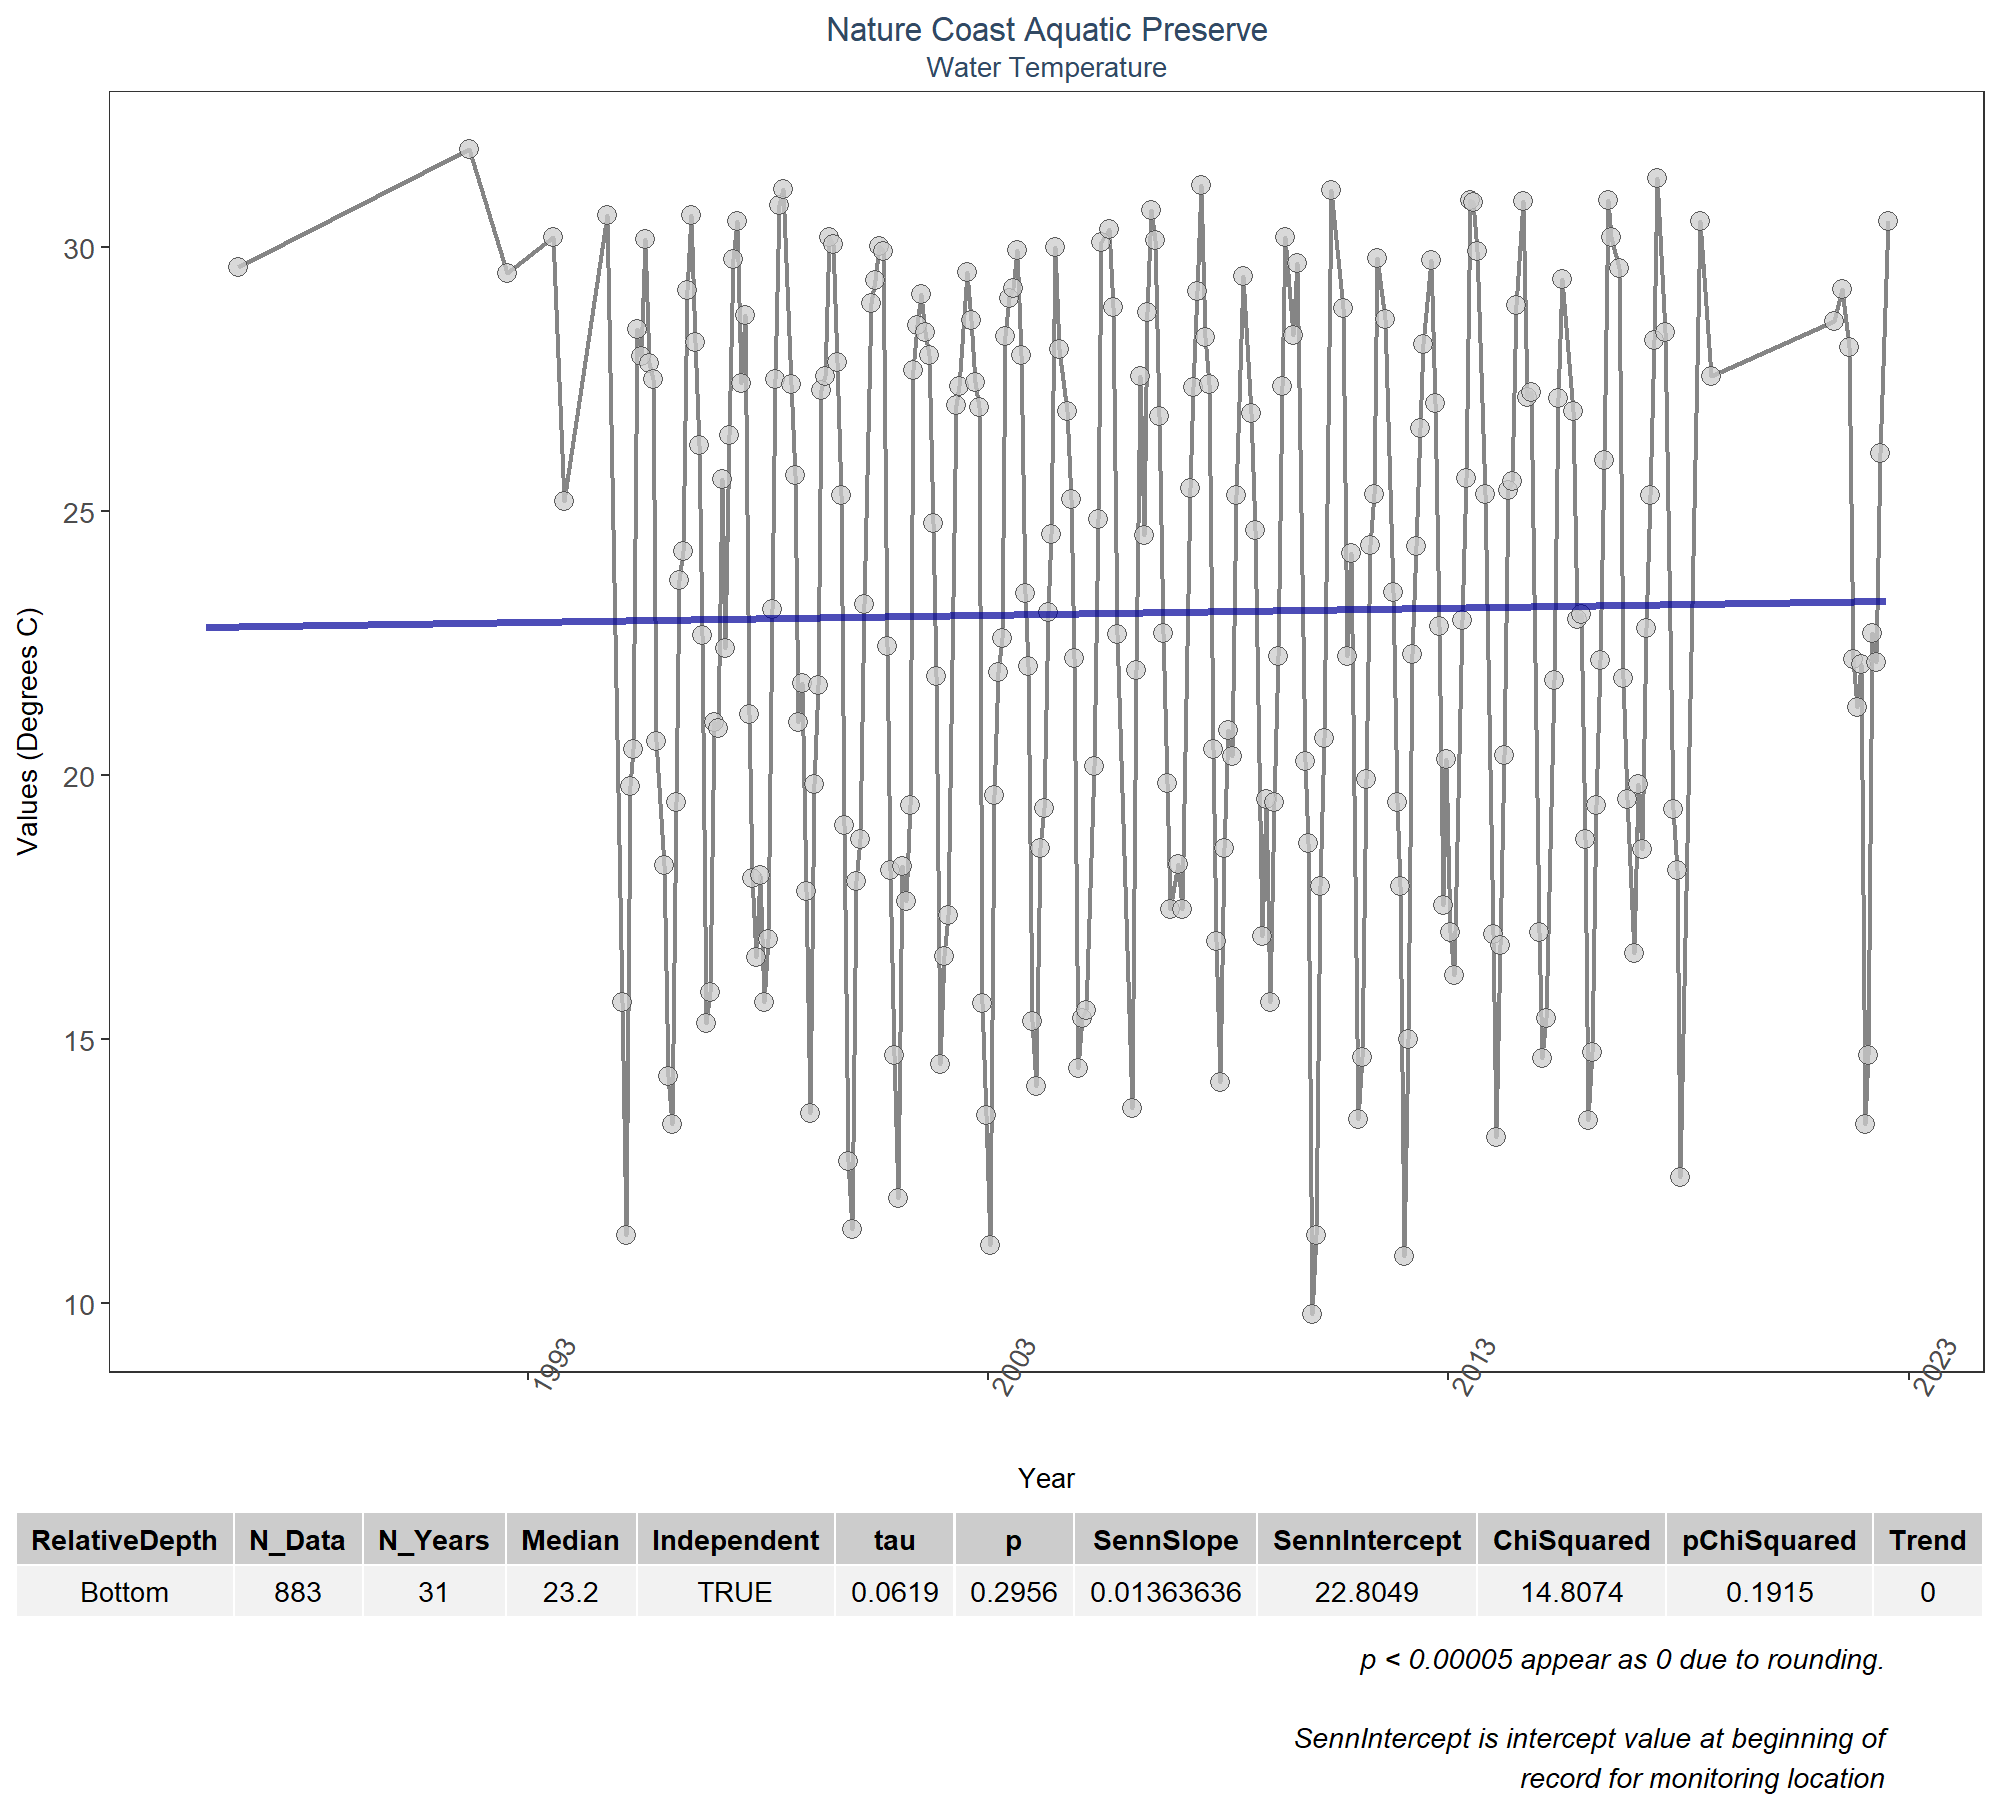 Nature Coast Aquatic Preserve
Water Temperature
Values (Degrees C)
30
25
20
15
10
1993
2003
2013
2023
Year
RelativeDepth N_Data N_Years Median Independent tau p SennSlope SennIntercept ChiSquared pChiSquared Trend
Bottom 883 31 23.2 TRUE 0.0619 0.2956 0.01363636 22.8049 14.8074 0.1915 0
p < 0.00005 appear as 0 due to rounding.
SennIntercept is intercept value at beginning of
record for monitoring location